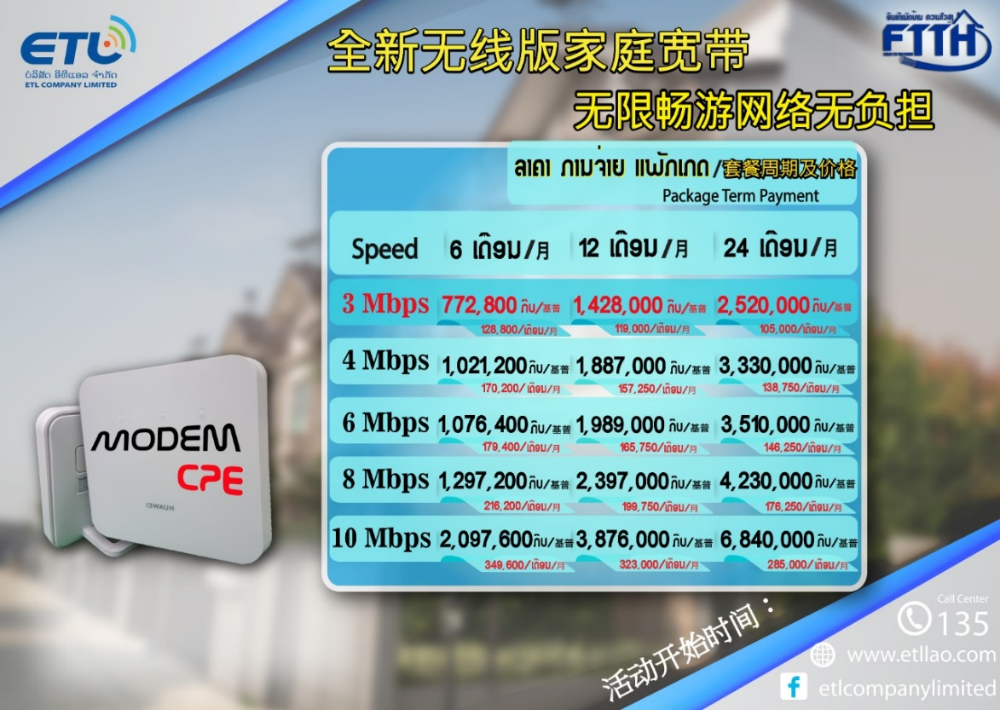 ETL
ບໍລິສັດ ອີທີແອລ ຈຳກັດ
ETL COMPANY LIMITED
FTTH
全新无线版家庭宽带
无限畅游网络无负担
ລາຄາ ການຈ່າຍ ແພັກເກດ/套餐周期及价格
Package Term Payment
Speed 6 ເດືອນ/月 12 ເດືອນ/月 24 ເດືອນ/月
3 Mbps 772,800 ກີບ/基普 1,428,000 ກີບ/基普 2,520,000 ກີບ/基普
128,800/ເດືອນ/月 119,000/ເດືອນ/月 105,000/ເດືອນ/月
4 Mbps 1,021,200 ກີບ/基普 1,887,000 ກີບ/基普 3,330,000 ກີບ/基普
170,200/ເດືອນ/月 157,250/ເດືອນ/月 138,750/ເດືອນ/月
6 Mbps 1,076,400 ກີບ/基普 1,989,000 ກີບ/基普 3,510,000 ກີບ/基普
179,400/ເດືອນ/月 165,750/ເດືອນ/月 146,250/ເດືອນ/月
8 Mbps 1,297,200 ກີບ/基普 2,397,000 ກີບ/基普 4,230,000 ກີບ/基普
216,200/ເດືອນ/月 199,750/ເດືອນ/月 176,250/ເດືອນ/月
10 Mbps 2,097,600 ກີບ/基普 3,876,000 ກີບ/基普 6,840,000 ກີບ/基普
349,600/ເດືອນ/月 323,000/ເດືອນ/月 285,000/ເດືອນ/月
MODEM
CPE
HUAWEI
活动开始时间：
Call Center
135
www.etllao.com
etlcompanylimited